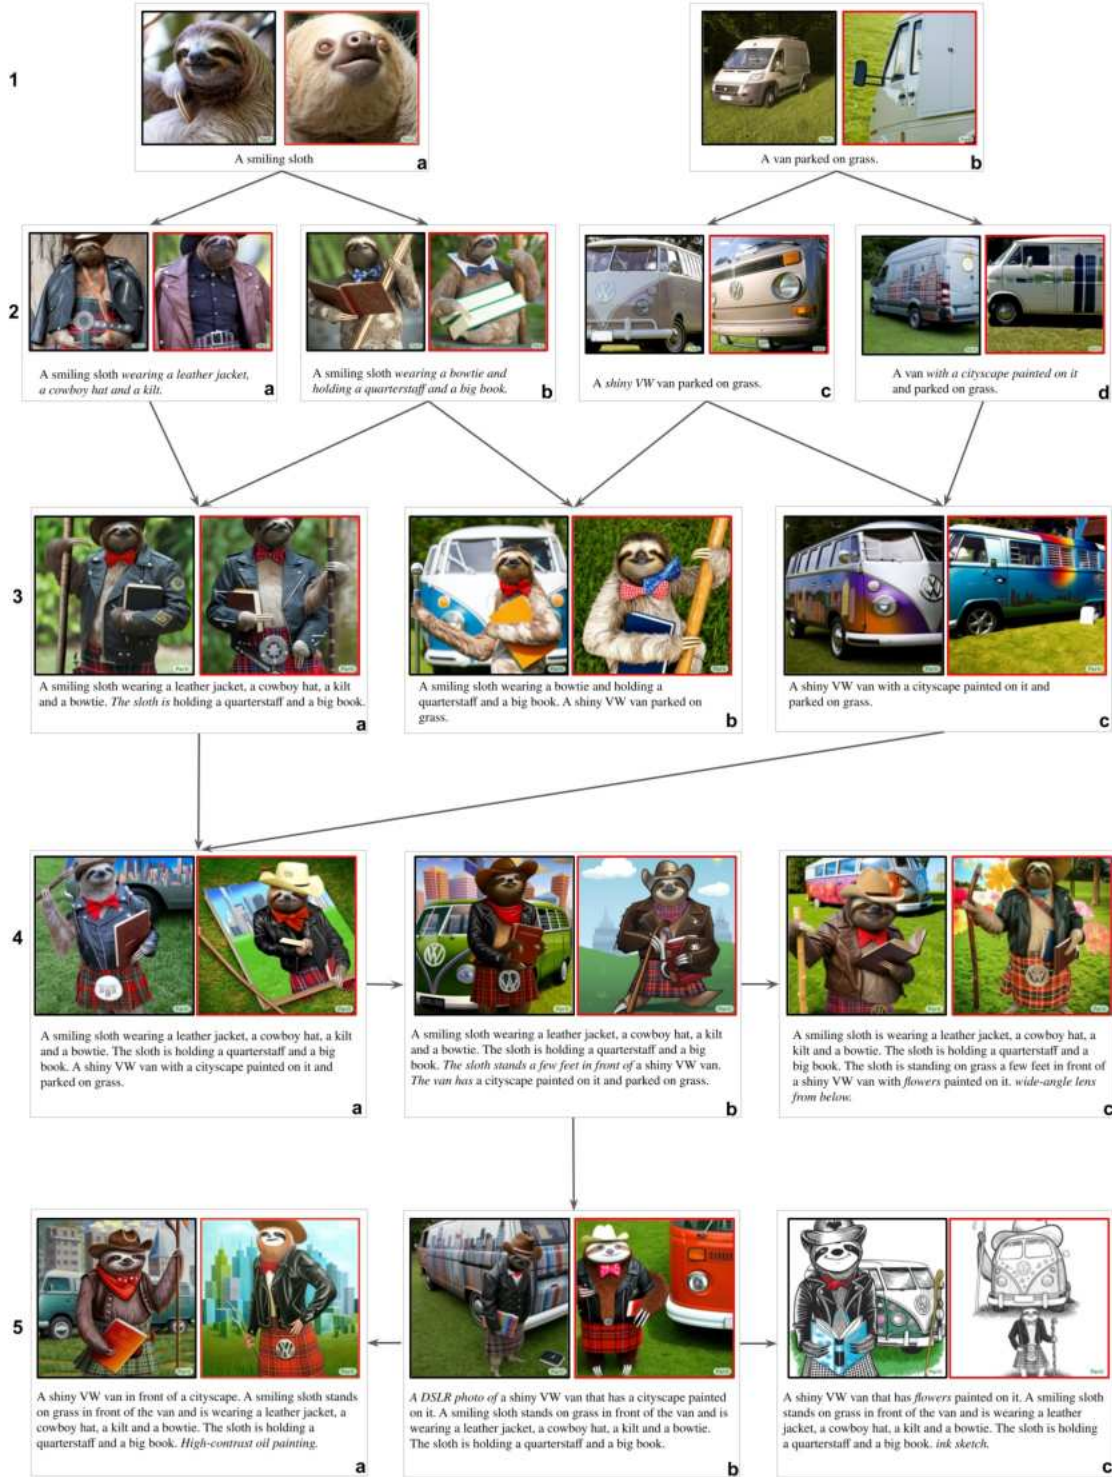 1
A smiling sloth
a
A van parked on grass.
b
2
A smiling sloth wearing a leather jacket,
a cowboy hat and a kilt.
a
A smiling sloth wearing a bowtie and
holding a quarterstaff and a big book.
b
A shiny VW van parked on grass.
c
A van with a cityscape painted on it
and parked on grass.
d
3
A smiling sloth wearing a leather jacket, a cowboy hat, a kilt
and a bowtie. The sloth is holding a quarterstaff and a big book.
a
A smiling sloth wearing a bowtie and holding a
quarterstaff and a big book. A shiny VW van parked on
grass.
b
A shiny VW van with a cityscape painted on it and
parked on grass.
c
4
A smiling sloth wearing a leather jacket, a cowboy hat, a kilt
and a bowtie. The sloth is holding a quarterstaff and a big
book. A shiny VW van with a cityscape painted on it and
parked on grass.
a
A smiling sloth wearing a leather jacket, a cowboy hat, a kilt
and a bowtie. The sloth is holding a quarterstaff and a big
book. The sloth stands a few feet in front of a shiny VW van.
The van has a cityscape painted on it and parked on grass.
b
A smiling sloth is wearing a leather jacket, a cowboy hat, a
kilt and a bowtie. The sloth is holding a quarterstaff and a
big book. The sloth is standing on grass a few feet in front of
a shiny VW van with flowers painted on it. wide-angle lens
from below.
c
5
A shiny VW van in front of a cityscape. A smiling sloth stands
on grass in front of the van and is wearing a leather jacket, a
cowboy hat, a kilt and a bowtie. The sloth is holding a
quarterstaff and a big book. High-contrast oil painting.
a
A DSLR photo of a shiny VW van that has a cityscape painted
on it. A smiling sloth stands on grass in front of the van and is
wearing a leather jacket, a cowboy hat, a kilt and a bowtie.
The sloth is holding a quarterstaff and a big book.
b
A shiny VW van that has flowers painted on it. A smiling sloth
stands on grass in front of the van and is wearing a leather
jacket, a cowboy hat, a kilt and a bowtie. The sloth is holding
a quarterstaff and a big book. ink sketch.
c